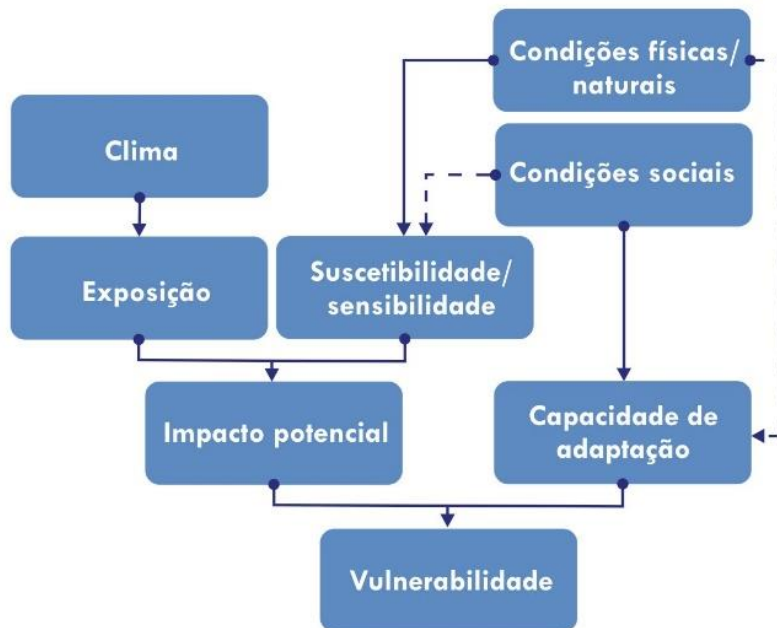 Condições físicas/
naturais
Clima
Condições sociais
Exposição
Suscetibilidade/
sensibilidade
Impacto potencial
Capacidade de
adaptação
Vulnerabilidade